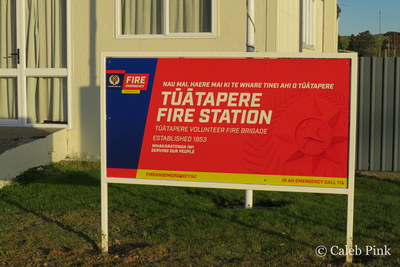 NAU MAI, HAERE MAI KI TE WHARE TINEI AHI O TŪĀTAPERE
FIRE
EMERGENCY
TŪĀTAPERE
FIRE STATION
TŪĀTAPERE VOLUNTEER FIRE BRIGADE
ESTABLISHED 1953
WHAKARATONGA IWI
SERVING OUR PEOPLE
FIREANDEMERGENCY.NZ
IN AN EMERGENCY CALL 111
© Caleb Pink